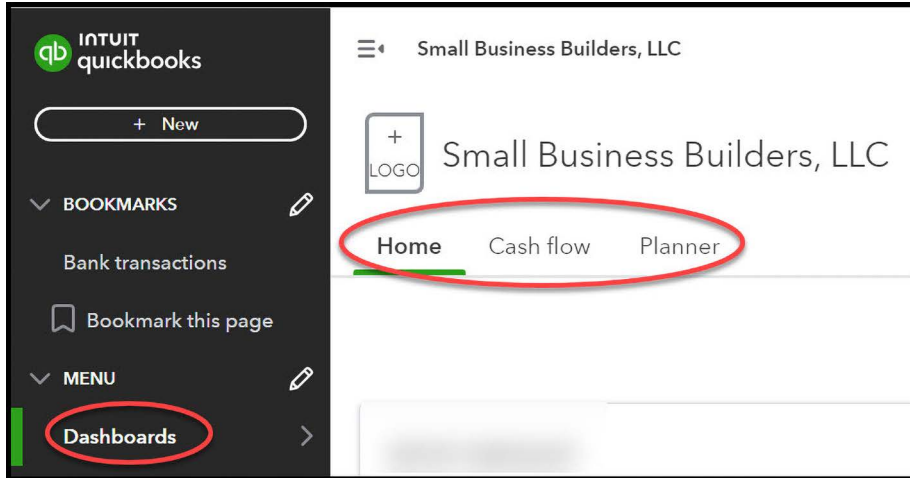 INTUIT
quickbooks
+ New
BOOKMARKS
Bank transactions
Bookmark this page
MENU
Dashboards
Small Business Builders, LLC
+
LOGO
Small Business Builders, LLC
Home Cash flow Planner